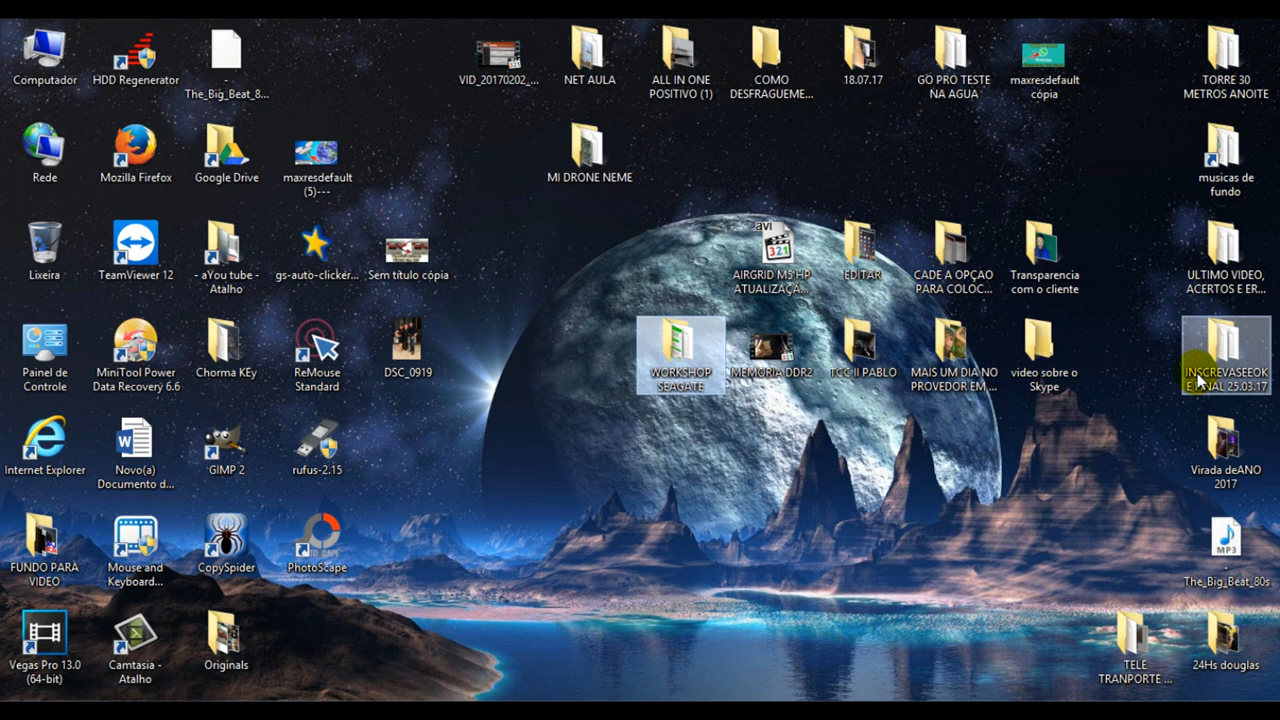 Computador
HDD Regenerator
-
The_Big_Beat_8...
VID_20170202_...
NET AULA
ALL IN ONE
POSITIVO (1)
COMO
DESFRAGUEME...
18.07.17
GO PRO TESTE
NA AGUA
maxresdefault
cópia
TORRE 30
METROS ANOITE
Rede
Mozilla Firefox
Google Drive
maxresdefault
(5)---
MI DRONE NEME
musicas de
fundo
Lixeira
TeamViewer 12
- aYou tube -
Atalho
gs-auto-clicker...
Sem título cópia
.avi
321
AIRGRID M5 HP
ATUALIZAÇA...
EDITAR
CADE A OPÇAO
PARA COLOC...
Transparencia
com o cliente
ULTIMO VIDEO,
ACERTOS E ER...
Painel de
Controle
MiniTool Power
Data Recovery 6.6
Chorma KEy
ReMouse
Standard
DSC_0919
WORKSHOP
SEAGATE
MEMORIA DDR2
TCC II PABLO
MAIS UM DIA NO
PROVEDOR EM ...
video sobre o
Skype
INSCREVASEEOK
E
NAL 25.03.17
Internet Explorer
Novo(a)
Documento d...
GIMP 2
rufus-2.15
Virada deANO
2017
FUNDO PARA
VIDEO
Mouse and
Keyboard...
CopySpider
PhotoScape
MP3
-
The_Big_Beat_80s
Vegas Pro 13.0
(64-bit)
Camtasia -
Atalho
Originals
TELE
TRANPORTE ...
24Hs douglas